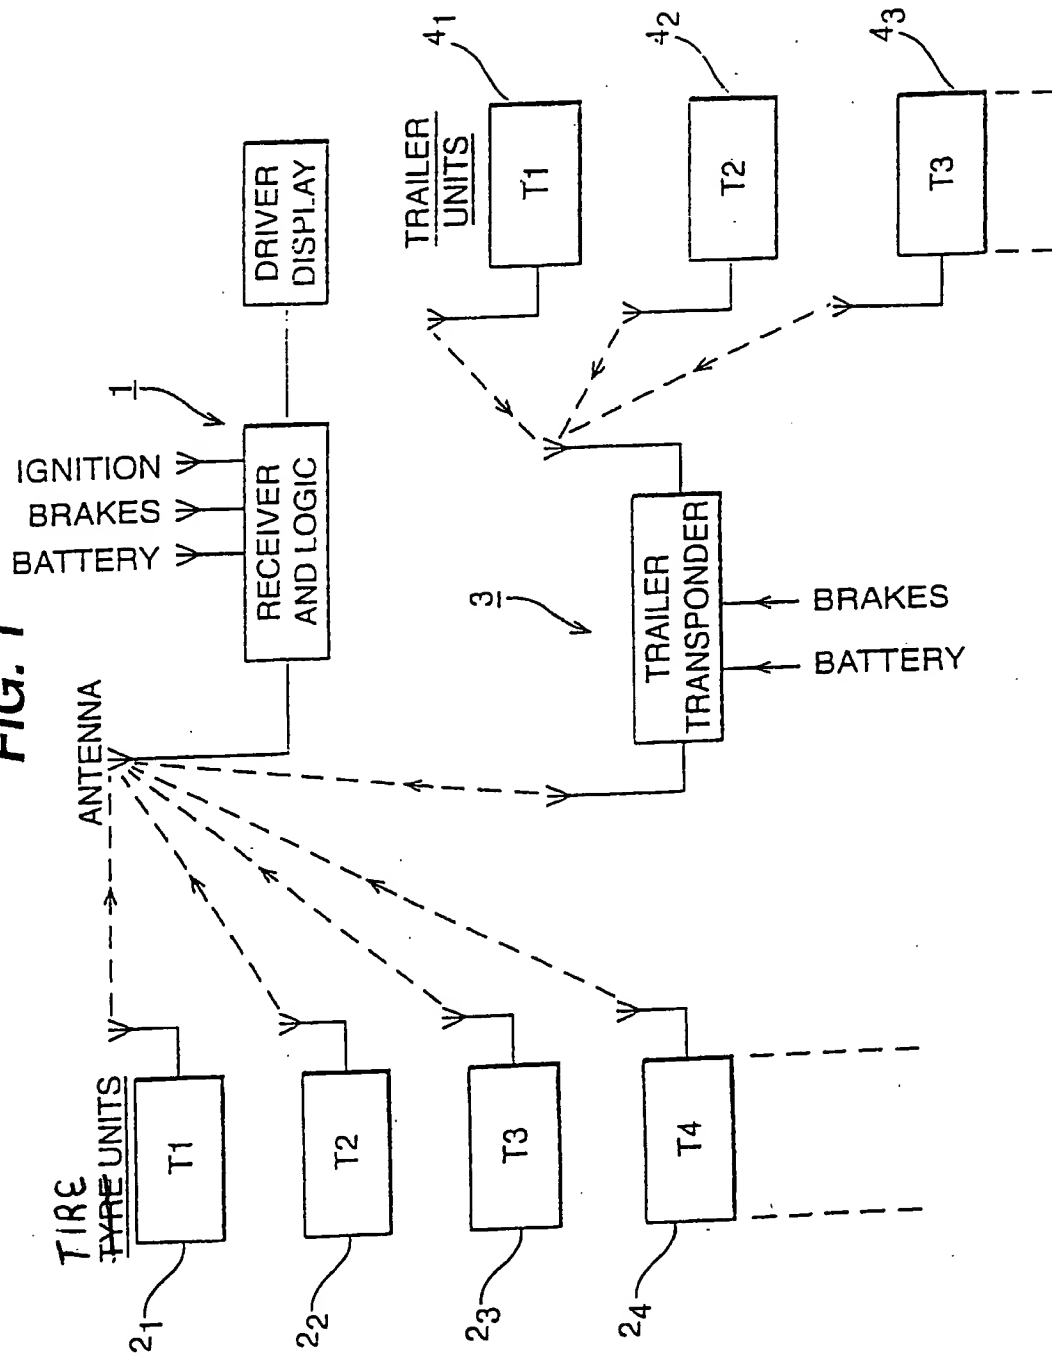 FIG. 1
ANTENNA
TIRE
TYRE UNITS
2₁
T1
2₂
T2
2₃
T3
2₄
T4
BATTERY
BRAKES
IGNITION
1
RECEIVER
AND LOGIC
DRIVER
DISPLAY
3
TRAILER
TRANSPONDER
BATTERY
BRAKES
TRAILER
UNITS
4₁
T1
4₂
T2
4₃
T3